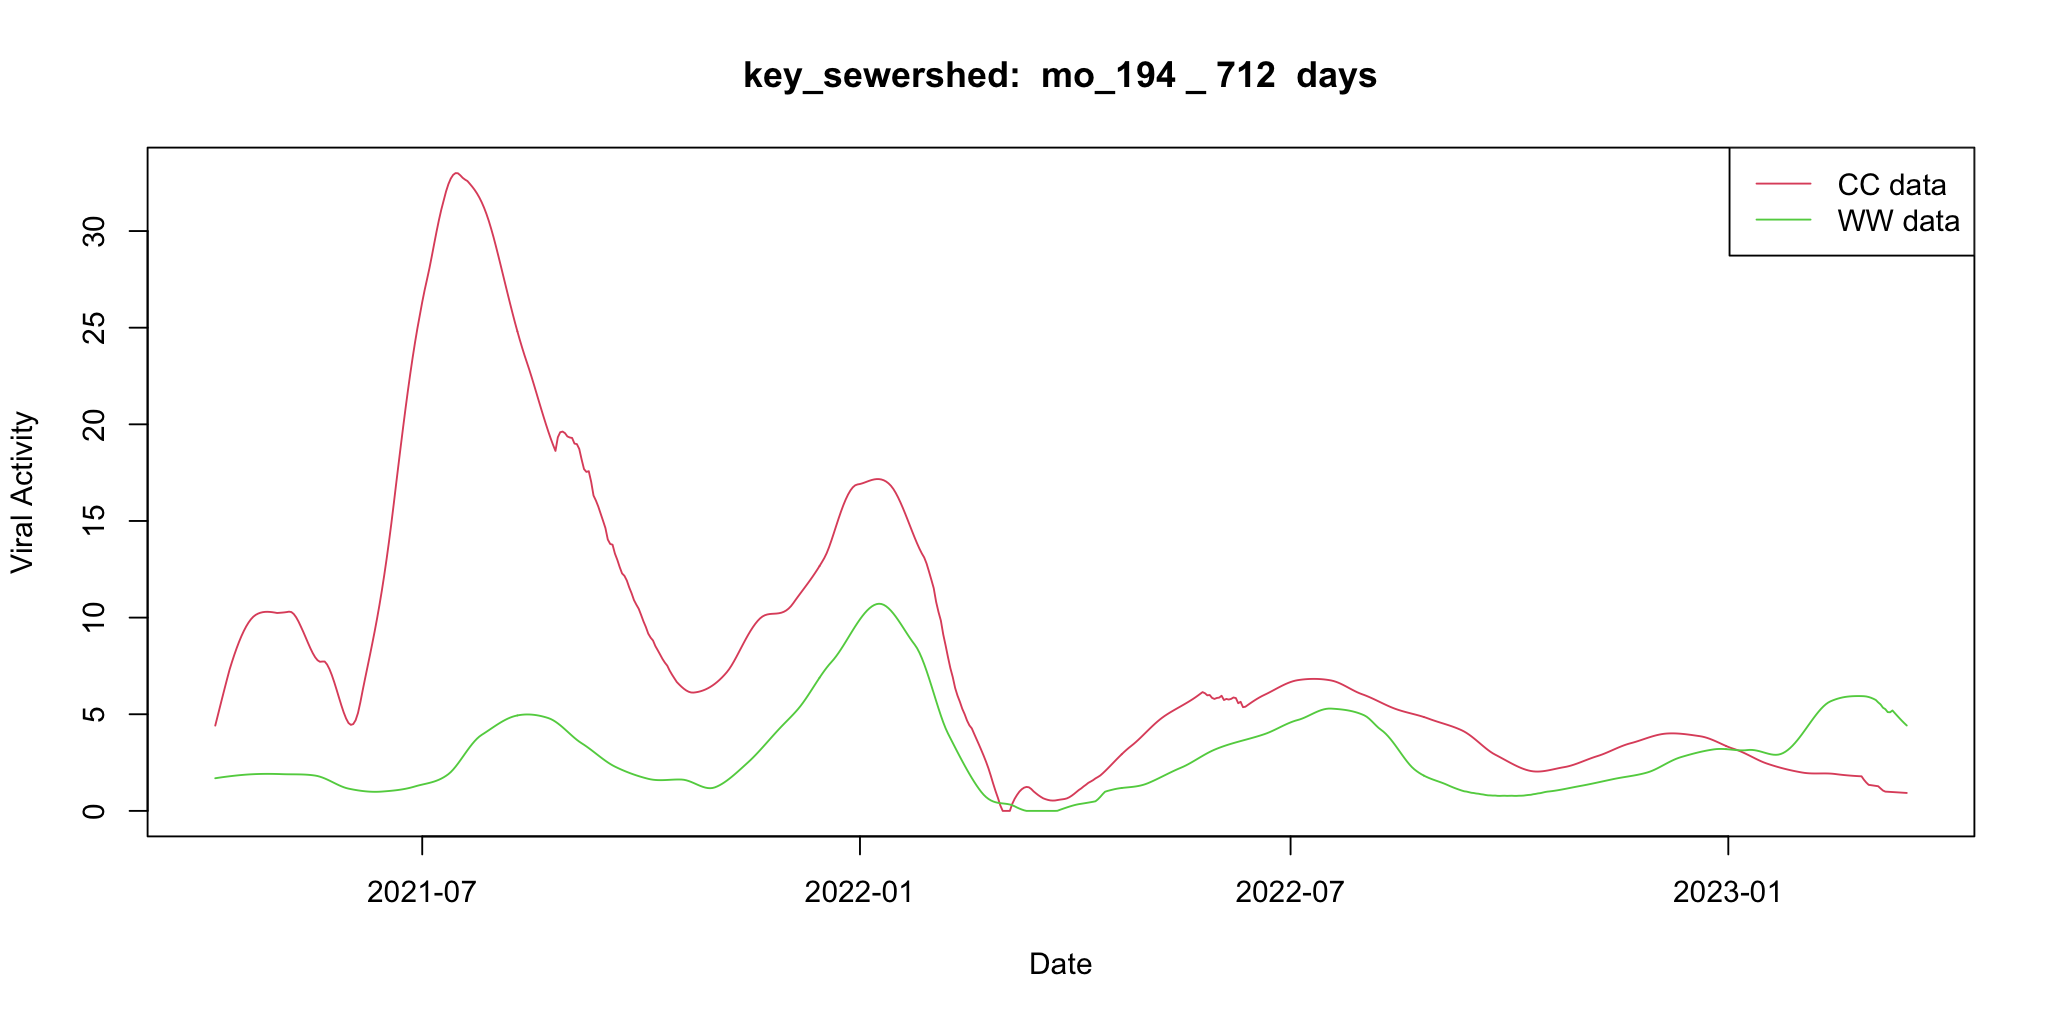 key_sewershed:  mo_194 _ 712  days
CC data
WW data
Viral Activity
30
25
20
15
10
5
0
2021-07
2022-01
2022-07
2023-01
Date